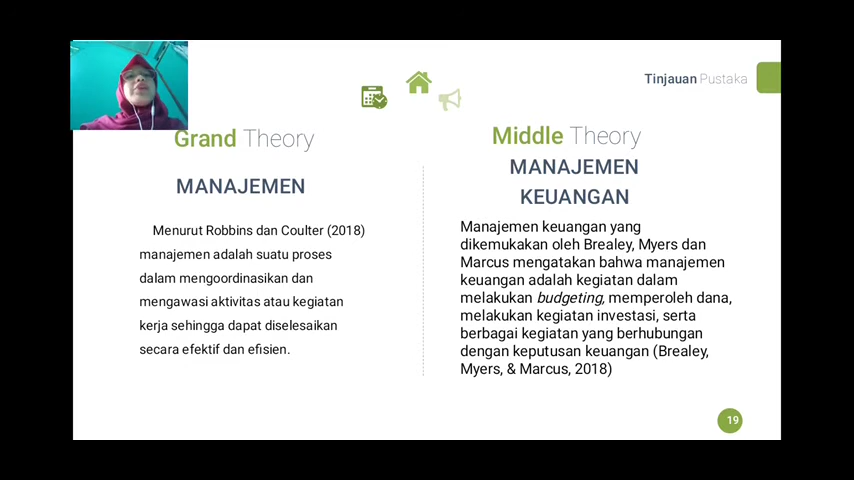 Tinjauan Pustaka
Grand Theory
MANAJEMEN
Menurut Robbins dan Coulter (2018)
manajemen adalah suatu proses
dalam mengoordinasikan dan
mengawasi aktivitas atau kegiatan
kerja sehingga dapat diselesaikan
secara efektif dan efisien.
Middle Theory
MANAJEMEN
KEUANGAN
Manajemen keuangan yang
dikemukakan oleh Brealey, Myers dan
Marcus mengatakan bahwa manajemen
keuangan adalah kegiatan dalam
melakukan budgeting, memperoleh dana,
melakukan kegiatan investasi, serta
berbagai kegiatan yang berhubungan
dengan keputusan keuangan (Brealey,
Myers, & Marcus, 2018)
19